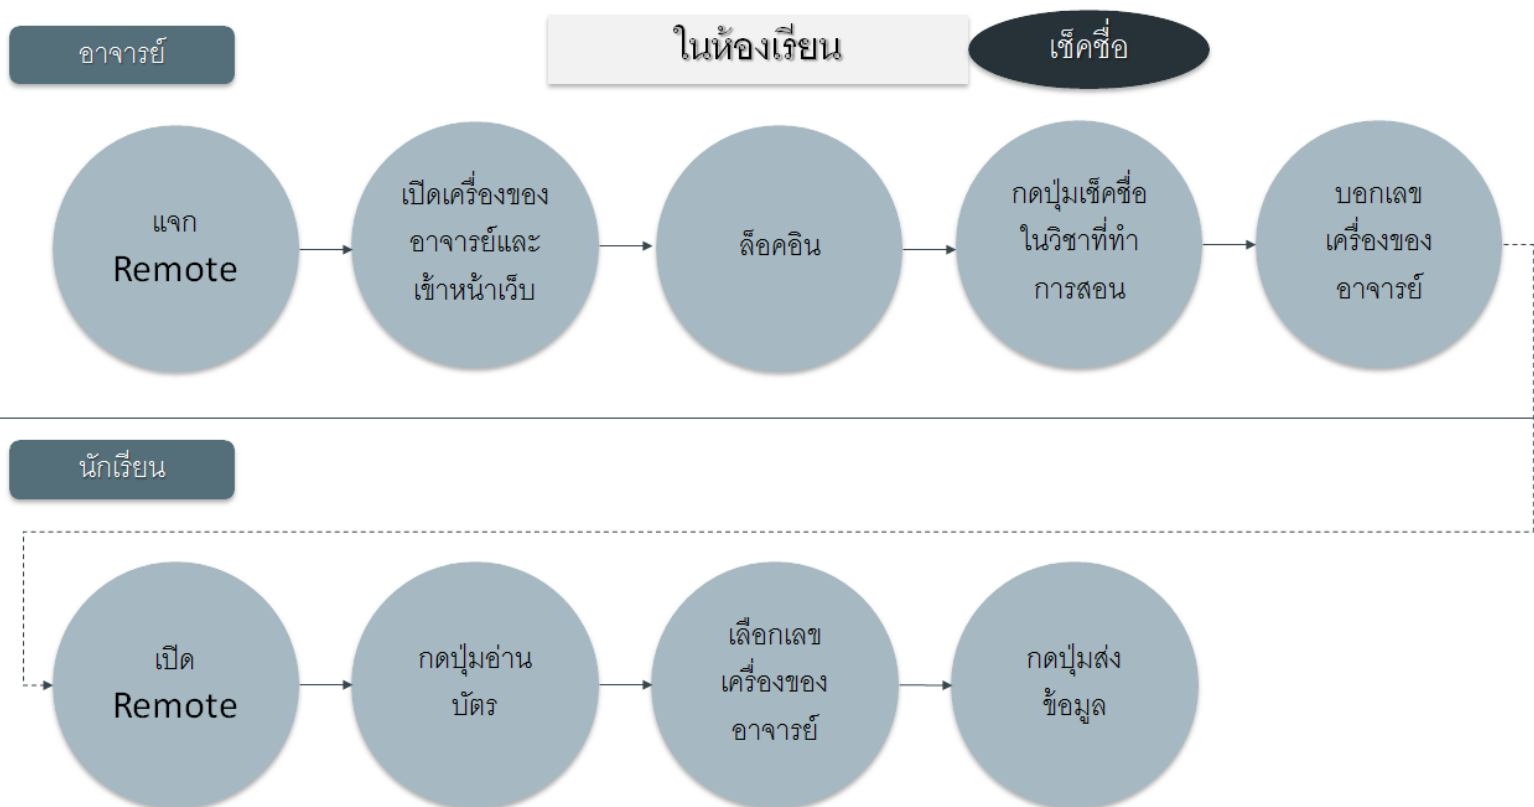 อาจารย์
ในห้องเรียน
เช็คชื่อ
แจก
Remote
เปิดเครื่องของ
อาจารย์และ
เข้าหน้าเว็บ
ล็อคอิน
กดปุ่มเช็คชื่อ
ในวิชาที่ทำ
การสอน
บอกเลข
เครื่องของ
อาจารย์
นักเรียน
เปิด
Remote
กดปุ่มอ่าน
บัตร
เลือกเลข
เครื่องของ
อาจารย์
กดปุ่มส่ง
ข้อมูล